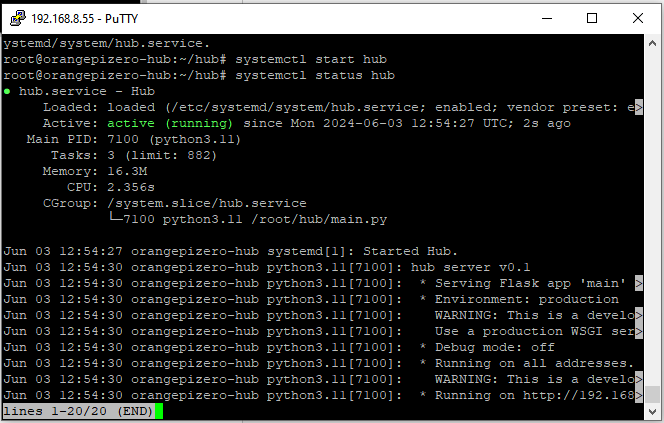 192.168.8.55 - PuTTY
ystemd/system/hub.service.
root@orangepizero-hub:~/hub# systemctl start hub
root@orangepizero-hub:~/hub# systemctl status hub
● hub.service - Hub
Loaded: loaded (/etc/systemd/system/hub.service; enabled; vendor preset: e>
Active: active (running) since Mon 2024-06-03 12:54:27 UTC; 2s ago
Main PID: 7100 (python3.11)
Tasks: 3 (limit: 882)
Memory: 16.3M
CPU: 2.356s
CGroup: /system.slice/hub.service
└─7100 python3.11 /root/hub/main.py
Jun 03 12:54:27 orangepizero-hub systemd[1]: Started Hub.
Jun 03 12:54:30 orangepizero-hub python3.11[7100]: hub server v0.1
Jun 03 12:54:30 orangepizero-hub python3.11[7100]:  * Serving Flask app 'main' >
Jun 03 12:54:30 orangepizero-hub python3.11[7100]:  * Environment: production
Jun 03 12:54:30 orangepizero-hub python3.11[7100]:    WARNING: This is a develo>
Jun 03 12:54:30 orangepizero-hub python3.11[7100]:    Use a production WSGI ser>
Jun 03 12:54:30 orangepizero-hub python3.11[7100]:  * Debug mode: off
Jun 03 12:54:30 orangepizero-hub python3.11[7100]:  * Running on all addresses.
Jun 03 12:54:30 orangepizero-hub python3.11[7100]:    WARNING: This is a develo>
Jun 03 12:54:30 orangepizero-hub python3.11[7100]:  * Running on http://192.168>
lines 1-20/20 (END)